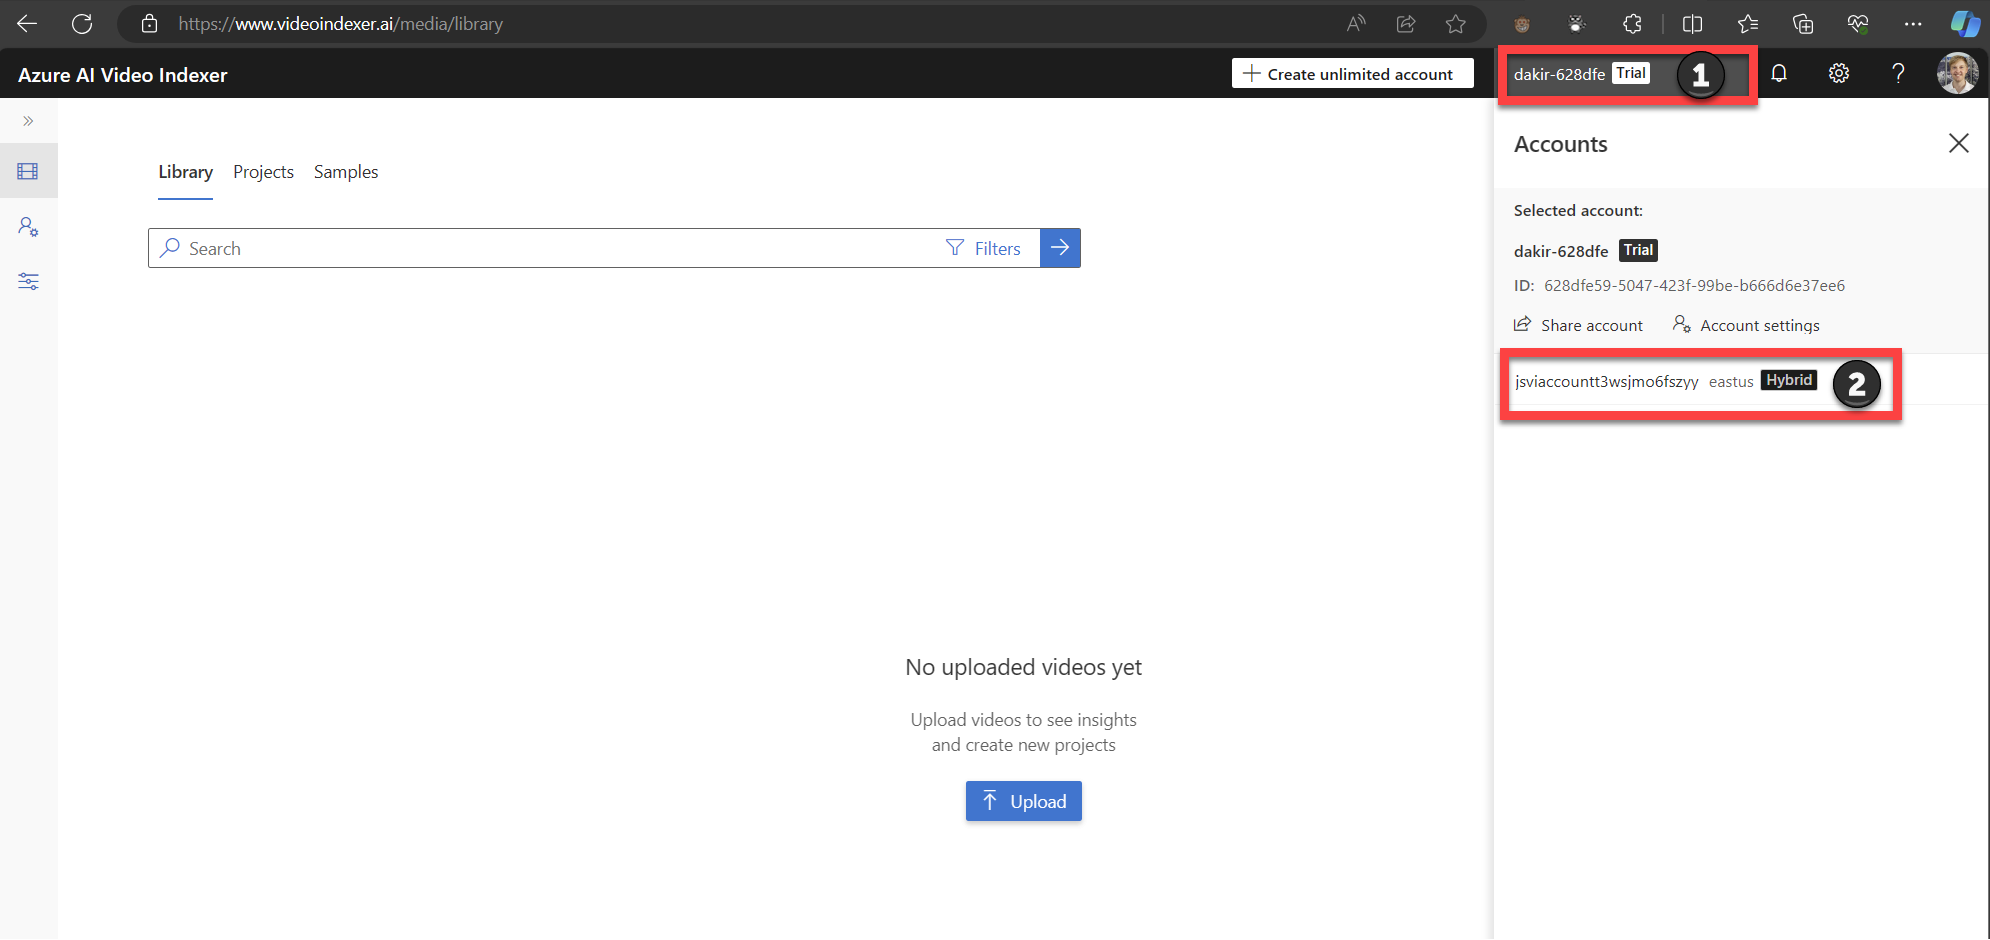 https://www.videoindexer.ai/media/library
Azure AI Video Indexer
Create unlimited account
dakir-628dfe Trial
1
Accounts
Library Projects Samples
Selected account:
Search
Filters
dakir-628dfe Trial
ID: 628dfe59-5047-423f-99be-b666d6e37ee6
Share account
Account settings
jsviaccountt3wsjmo6fszyy eastus Hybrid
2
No uploaded videos yet
Upload videos to see insights
and create new projects
Upload